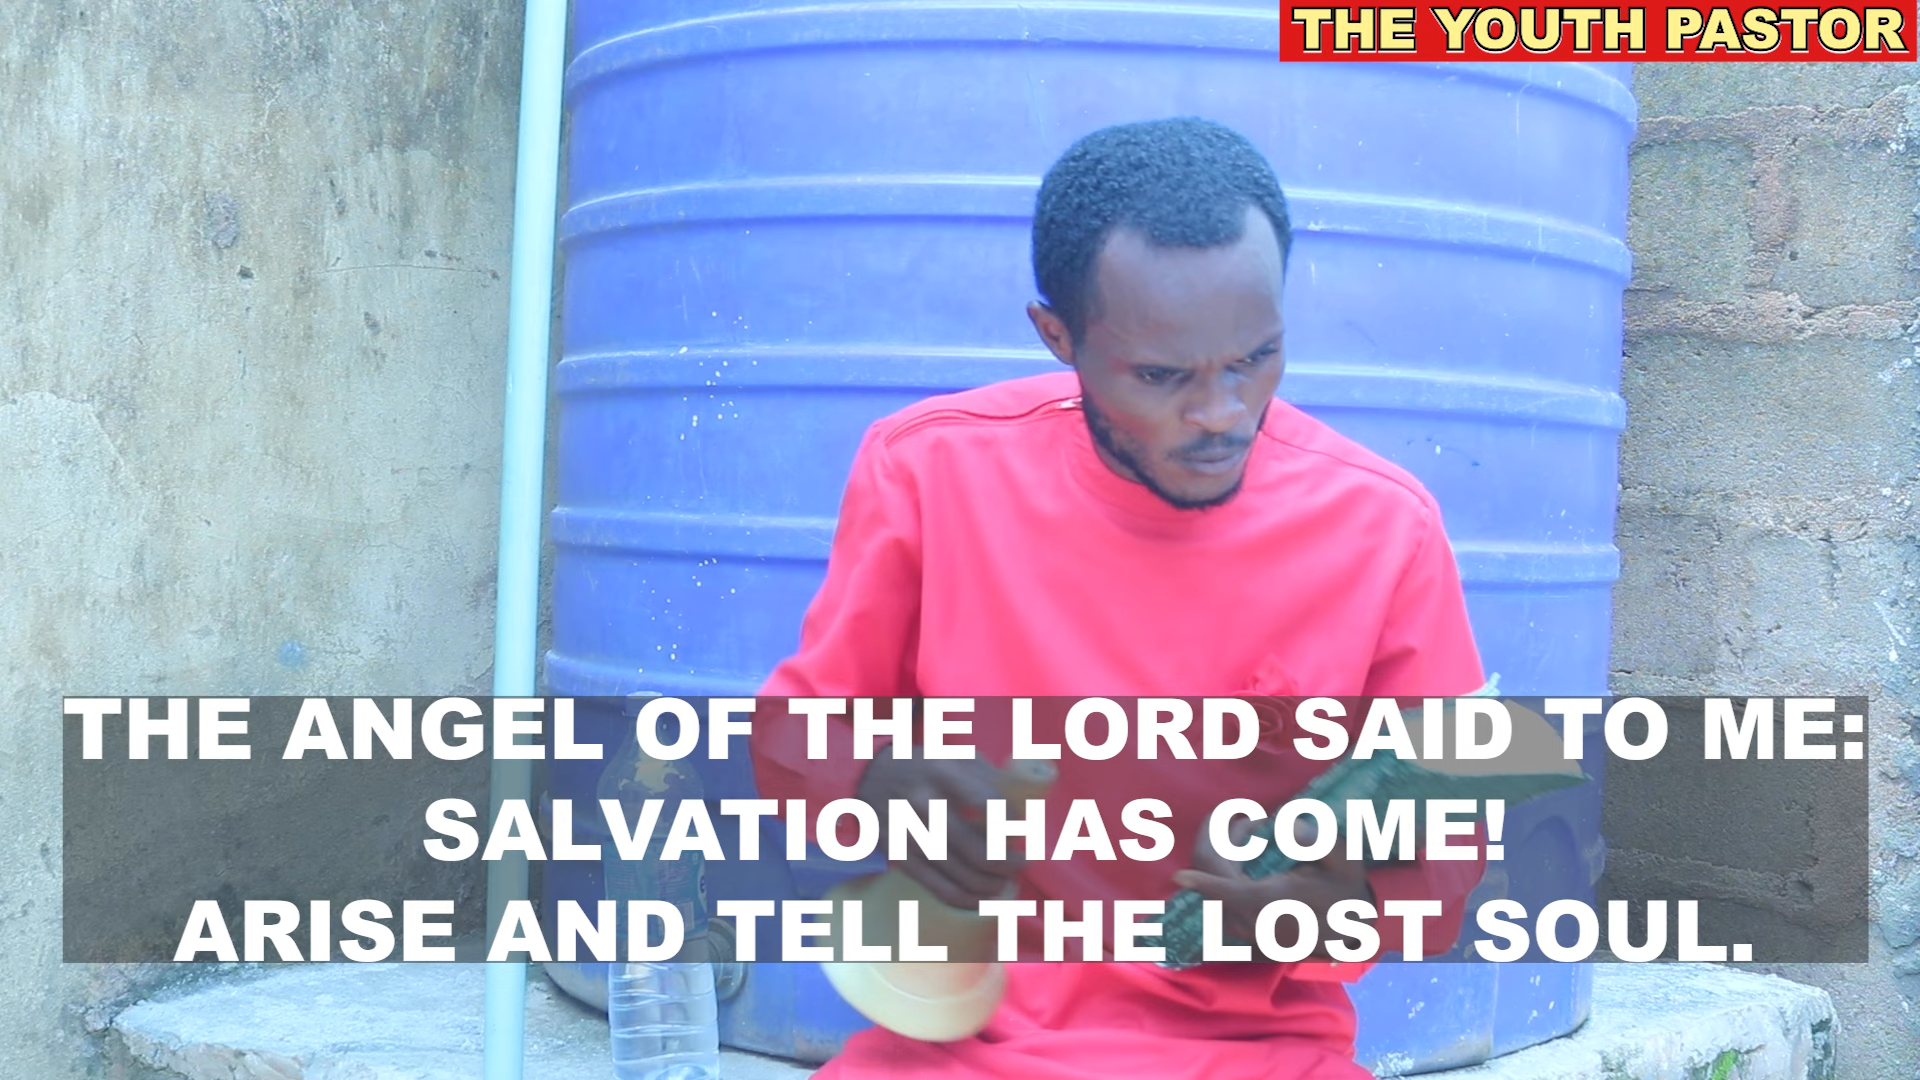 THE YOUTH PASTOR
THE ANGEL OF THE LORD SAID TO ME:
SALVATION HAS COME!
ARISE AND TELL THE LOST SOUL.